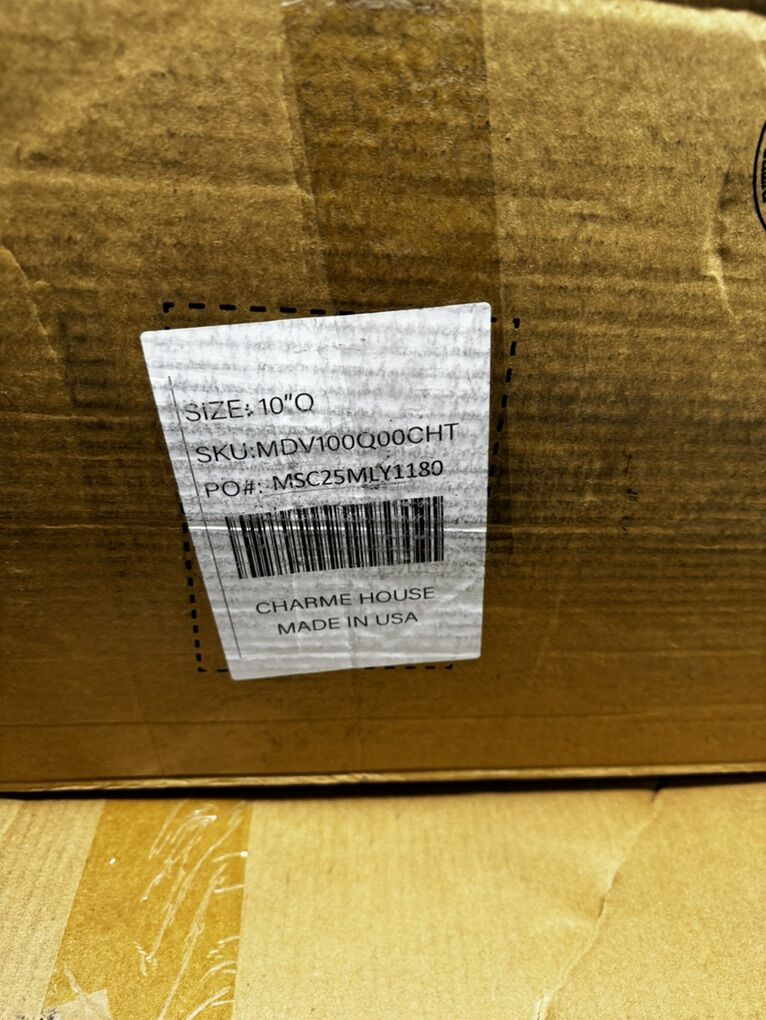 SIZE: 10"Q
SKU:MDV100Q00CHT
PO#: MSC25MLY1180
CHARME HOUSE
MADE IN USA